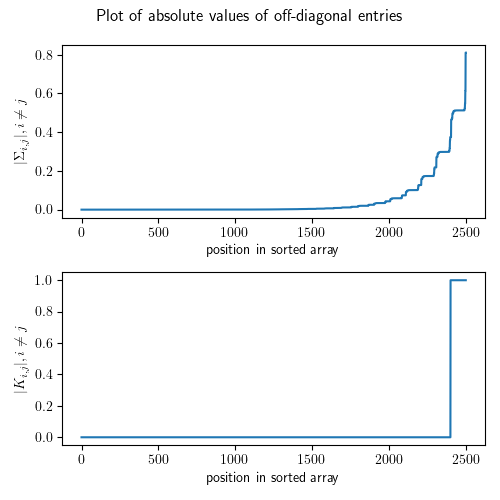 Plot of absolute values of off-diagonal entries
0.8
0.6
0.4
0.2
0.0
|Σ_{i,j}|, i ≠ j
0 500 1000 1500 2000 2500
position in sorted array
1.0
0.8
0.6
0.4
0.2
0.0
|K_{i,j}|, i ≠ j
0 500 1000 1500 2000 2500
position in sorted array